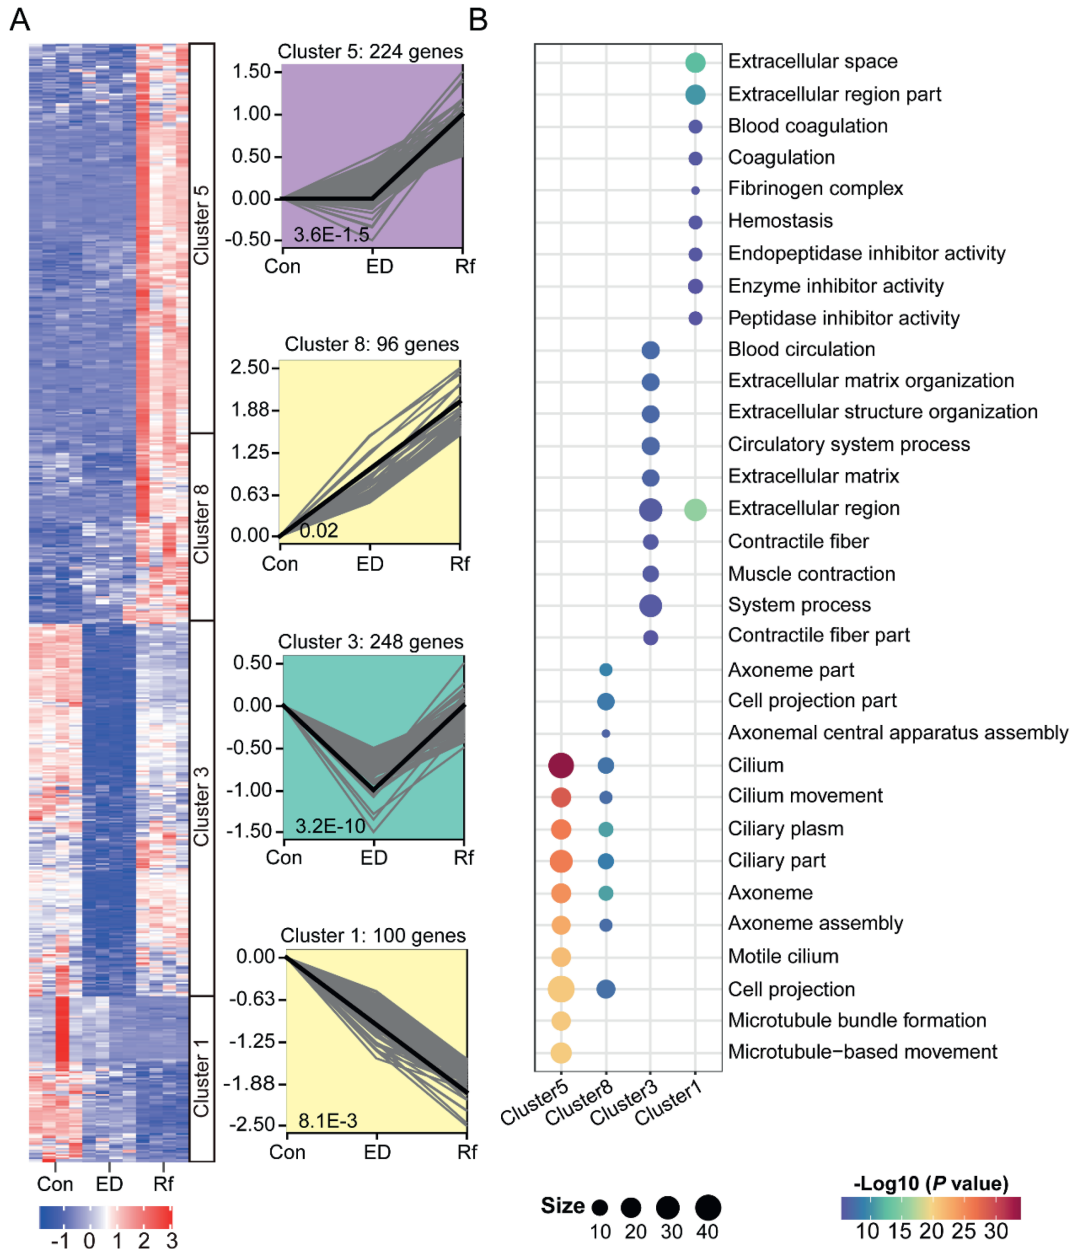 A
B
Cluster 5
Cluster 8
Cluster 3
Cluster 1
Con ED Rf
-1 0 1 2 3
Cluster 5: 224 genes
1.50
1.00
0.50
0.00
-0.50
3.6E-1.5
Con ED Rf
Cluster 8: 96 genes
2.50
1.88
1.25
0.63
0.00
0.02
Con ED Rf
Cluster 3: 248 genes
0.50
0.00
-0.50
-1.00
-1.50
3.2E-10
Con ED Rf
Cluster 1: 100 genes
0.00
-0.63
-1.25
-1.88
-2.50
8.1E-3
Con ED Rf
Extracellular space
Extracellular region part
Blood coagulation
Coagulation
Fibrinogen complex
Hemostasis
Endopeptidase inhibitor activity
Enzyme inhibitor activity
Peptidase inhibitor activity
Blood circulation
Extracellular matrix organization
Extracellular structure organization
Circulatory system process
Extracellular matrix
Extracellular region
Contractile fiber
Muscle contraction
System process
Contractile fiber part
Axoneme part
Cell projection part
Axonemal central apparatus assembly
Cilium
Cilium movement
Ciliary plasm
Ciliary part
Axoneme
Axoneme assembly
Motile cilium
Cell projection
Microtubule bundle formation
Microtubule−based movement
Cluster5 Cluster8 Cluster3 Cluster1
Size
10 20 30 40
-Log10 (P value)
10 15 20 25 30